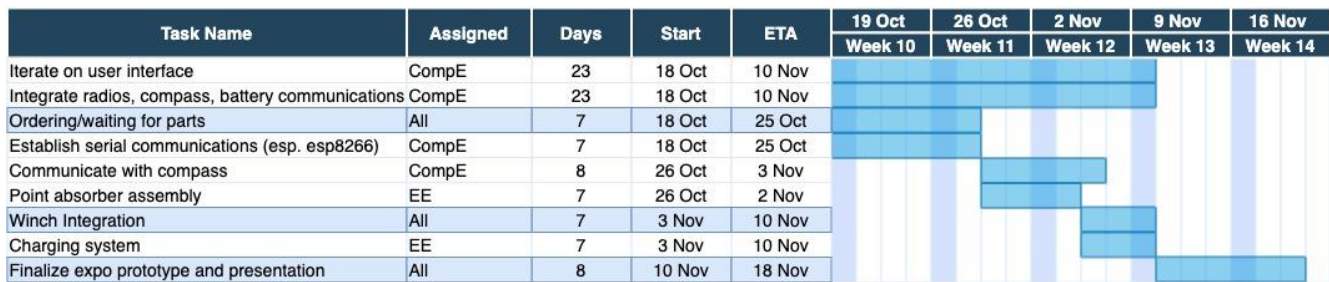 Task Name Assigned Days Start ETA 19 Oct 26 Oct 2 Nov 9 Nov 16 Nov
Week 10 Week 11 Week 12 Week 13 Week 14
Iterate on user interface CompE 23 18 Oct 10 Nov
Integrate radios, compass, battery communications CompE 23 18 Oct 10 Nov
Ordering/waiting for parts All 7 18 Oct 25 Oct
Establish serial communications (esp. esp8266) CompE 7 18 Oct 25 Oct
Communicate with compass CompE 8 26 Oct 3 Nov
Point absorber assembly EE 7 26 Oct 2 Nov
Winch Integration All 7 3 Nov 10 Nov
Charging system EE 7 3 Nov 10 Nov
Finalize expo prototype and presentation All 8 10 Nov 18 Nov